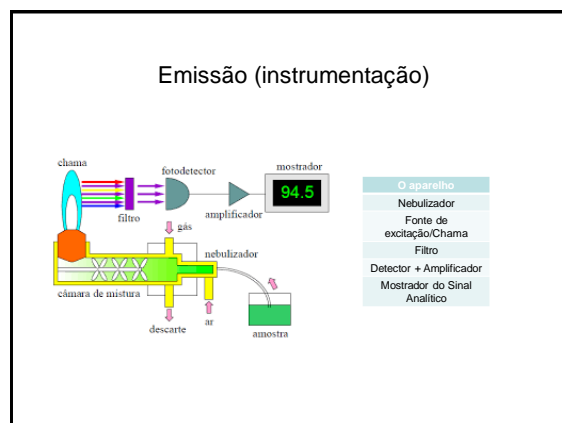 Emissão (instrumentação)
chama
fotodetector
mostrador
94.5
filtro
amplificador
gás
nebulizador
câmara de mistura
descarte
ar
amostra
O aparelho
Nebulizador
Fonte de
excitação/Chama
Filtro
Detector + Amplificador
Mostrador do Sinal
Analítico